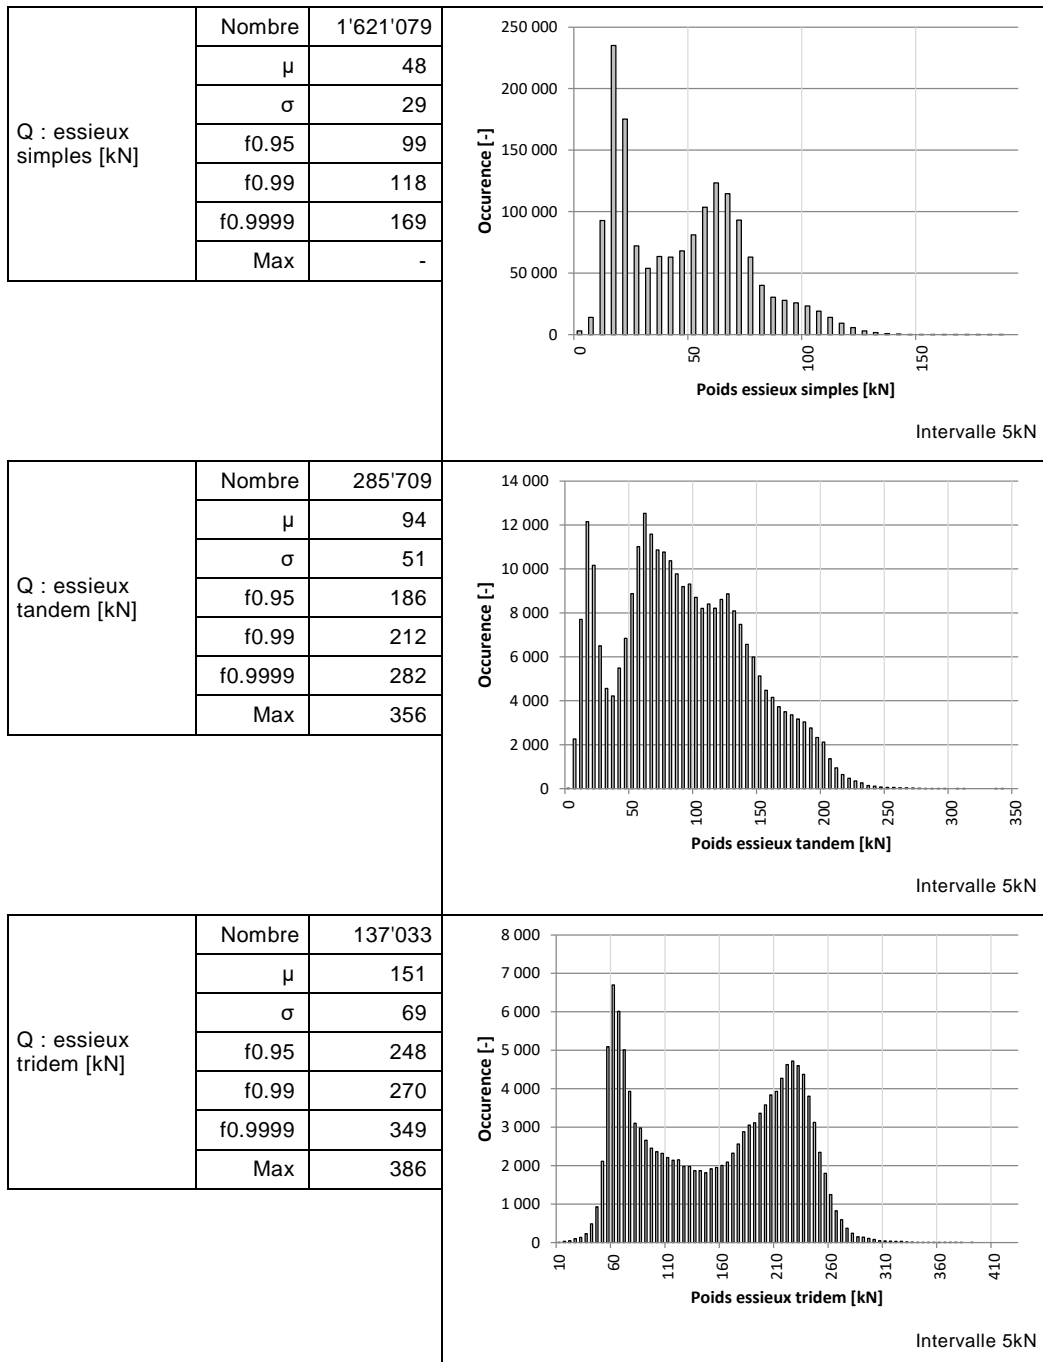 Q : essieux
simples [kN]
Nombre 1'621'079
µ 48
σ 29
f0.95 99
f0.99 118
f0.9999 169
Max -
250 000
200 000
150 000
100 000
50 000
0
Occurence [-]
0 50 100 150
Poids essieux simples [kN]
Intervalle 5kN
Q : essieux
tandem [kN]
Nombre 285'709
µ 94
σ 51
f0.95 186
f0.99 212
f0.9999 282
Max 356
14 000
12 000
10 000
8 000
6 000
4 000
2 000
0
Occurence [-]
0 50 100 150 200 250 300 350
Poids essieux tandem [kN]
Intervalle 5kN
Q : essieux
tridem [kN]
Nombre 137'033
µ 151
σ 69
f0.95 248
f0.99 270
f0.9999 349
Max 386
8 000
7 000
6 000
5 000
4 000
3 000
2 000
1 000
0
Occurence [-]
10 60 110 160 210 260 310 360 410
Poids essieux tridem [kN]
Intervalle 5kN